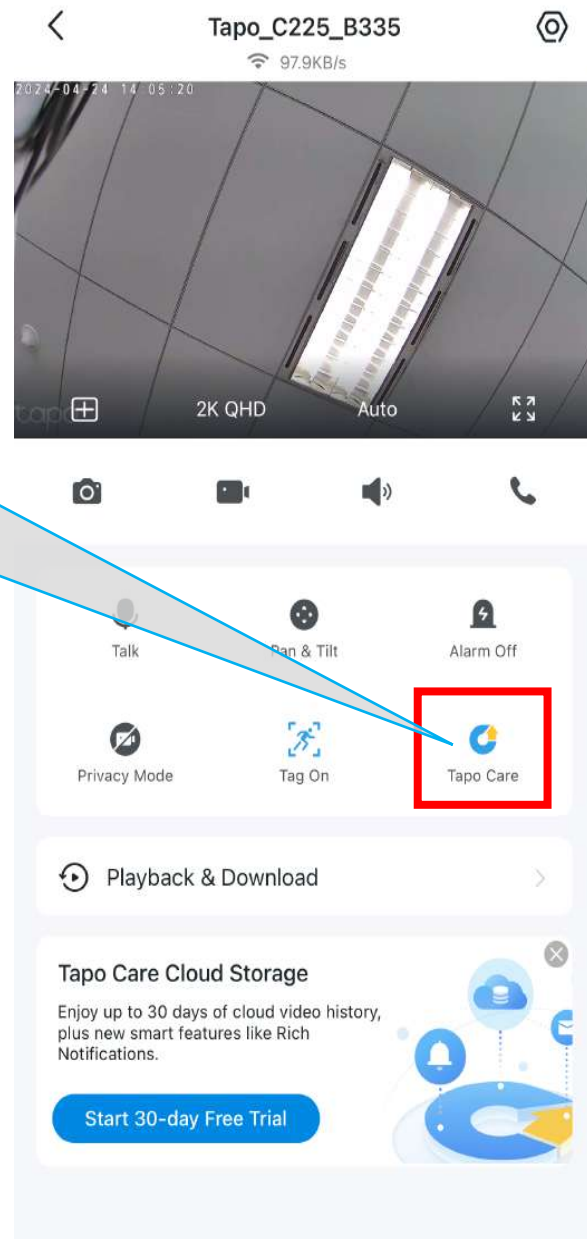 Tapo_C225_B335
97.9KB/s
2024-04-24 14:05:20
tapo
2K QHD
Auto
Talk
Pan & Tilt
Alarm Off
Privacy Mode
Tag On
Tapo Care
Playback & Download
Tapo Care Cloud Storage
Enjoy up to 30 days of cloud video history,
plus new smart features like Rich
Notifications.
Start 30-day Free Trial